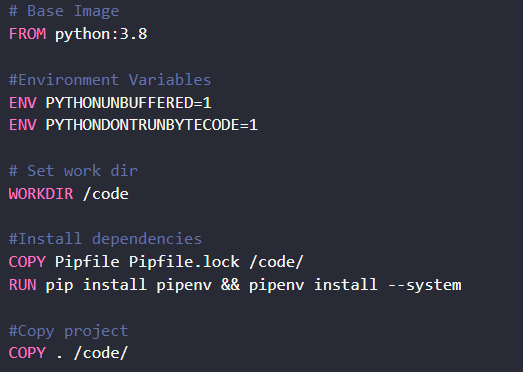 # Base Image
FROM python:3.8
#Environment Variables
ENV PYTHONUNBUFFERED=1
ENV PYTHONDONTRUNBYTECODE=1
# Set work dir
WORKDIR /code
#Install dependencies
COPY Pipfile Pipfile.lock /code/
RUN pip install pipenv && pipenv install --system
#Copy project
COPY . /code/